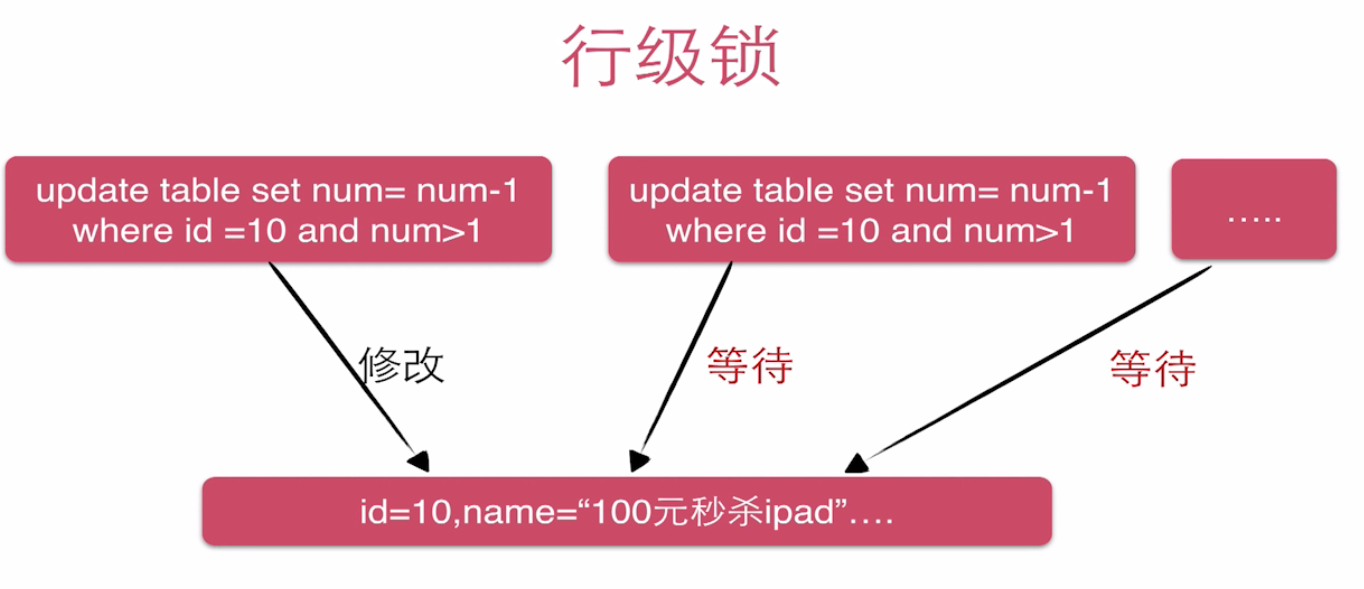 行级锁
update table set num= num-1
where id =10 and num>1
update table set num= num-1
where id =10 and num>1
.....
修改
等待
等待
id=10,name=“100元秒杀ipad”....